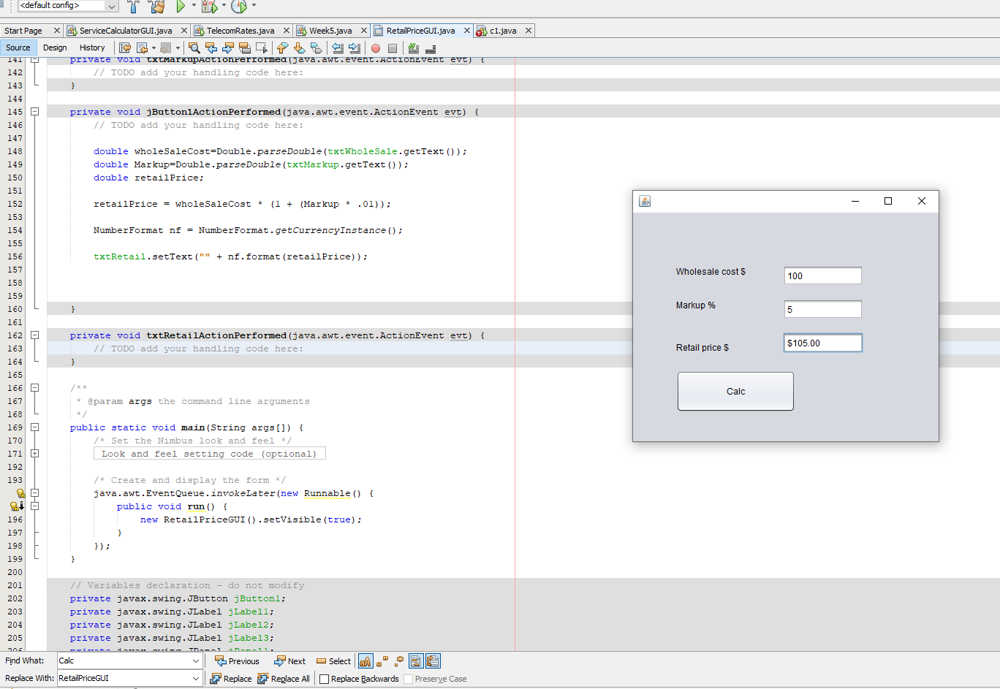 <default config>
Start Page
ServiceCalculatorGUI.java
TelecomRates.java
Week5.java
RetailPriceGUI.java
c1.java
Source Design History
141 private void txtMarkupActionPerformed(java.awt.event.ActionEvent evt) {
142 // TODO add your handling code here:
143 }
144
145 private void jButton1ActionPerformed(java.awt.event.ActionEvent evt) {
146 // TODO add your handling code here:
147
148 double wholeSaleCost=Double.parseDouble(txtWholeSale.getText());
149 double Markup=Double.parseDouble(txtMarkup.getText());
150 double retailPrice;
151
152 retailPrice = wholeSaleCost * (1 + (Markup * .01));
153
154 NumberFormat nf = NumberFormat.getCurrencyInstance();
155
156 txtRetail.setText("" + nf.format(retailPrice));
157
158
159
160 }
161
162 private void txtRetailActionPerformed(java.awt.event.ActionEvent evt) {
163 // TODO add your handling code here:
164 }
165
166 /**
167 * @param args the command line arguments
168 */
169 public static void main(String args[]) {
170 /* Set the Nimbus look and feel */
171 Look and feel setting code (optional)
192
193 /* Create and display the form */
java.awt.EventQueue.invokeLater(new Runnable() {
public void run() {
196 new RetailPriceGUI().setVisible(true);
197 }
198 });
199 }
200
201 // Variables declaration - do not modify
202 private javax.swing.JButton jButton1;
203 private javax.swing.JLabel jLabel1;
204 private javax.swing.JLabel jLabel2;
205 private javax.swing.JLabel jLabel3;
206 private javax.swing.JPanel jPanel1;
Wholesale cost $ 100
Markup % 5
Retail price $ $105.00
Calc
Find What: Calc Previous Next Select
Replace With: RetailPriceGUI Replace Replace All Replace Backwards Preserve Case